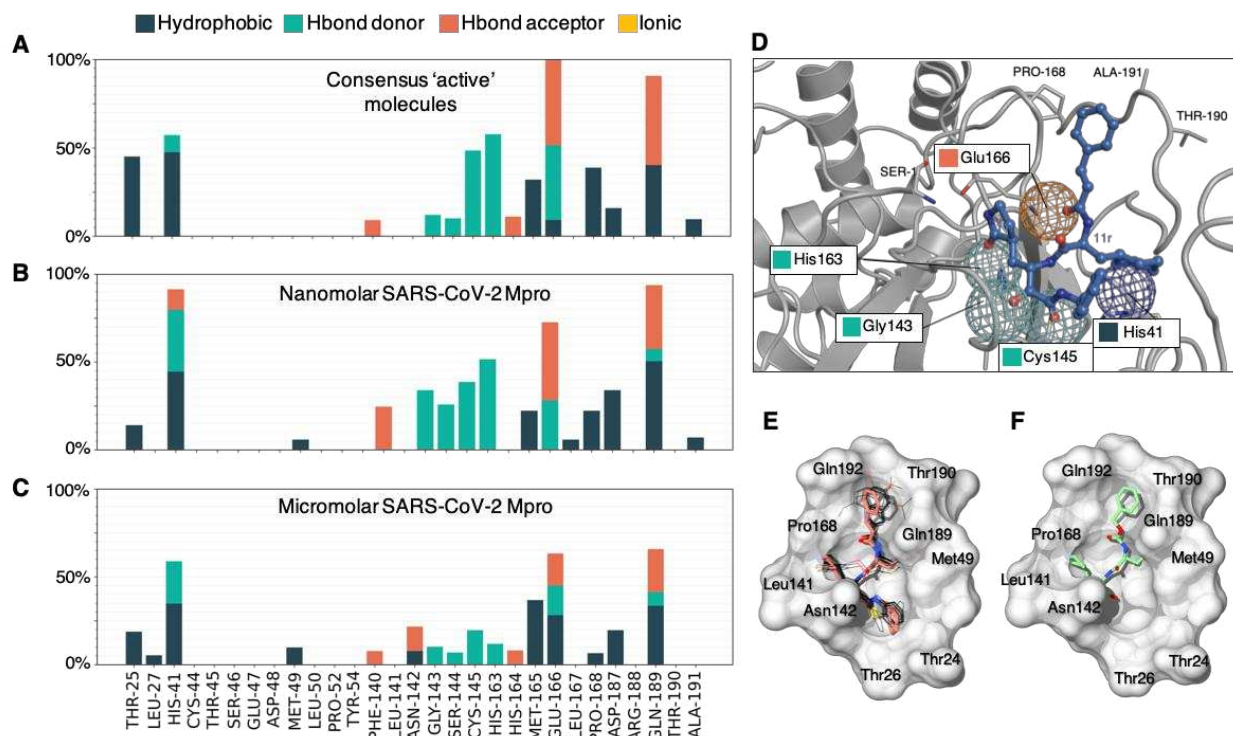 Hydrophobic Hbond donor Hbond acceptor Ionic
A
100%
50%
0%
Consensus ‘active’
molecules
B
100%
50%
0%
Nanomolar SARS-CoV-2 Mpro
C
100%
50%
0%
Micromolar SARS-CoV-2 Mpro
THR-25
LEU-27
HIS-41
CYS-44
THR-45
SER-46
GLU-47
ASP-48
MET-49
LEU-50
PRO-52
TYR-54
PHE-140
LEU-141
ASN-142
GLY-143
SER-144
CYS-145
HIS-163
HIS-164
MET-165
GLU-166
LEU-167
PRO-168
ASP-187
ARG-188
GLN-189
THR-190
ALA-191
D
PRO-168
ALA-191
THR-190
Glu166
SER-1
11r
His163
Gly143
His41
Cys145
E
Gln192
Thr190
Pro168
Gln189
Met49
Leu141
Asn142
Thr24
Thr26
F
Gln192
Thr190
Gln189
Pro168
Met49
Leu141
Asn142
Thr24
Thr26